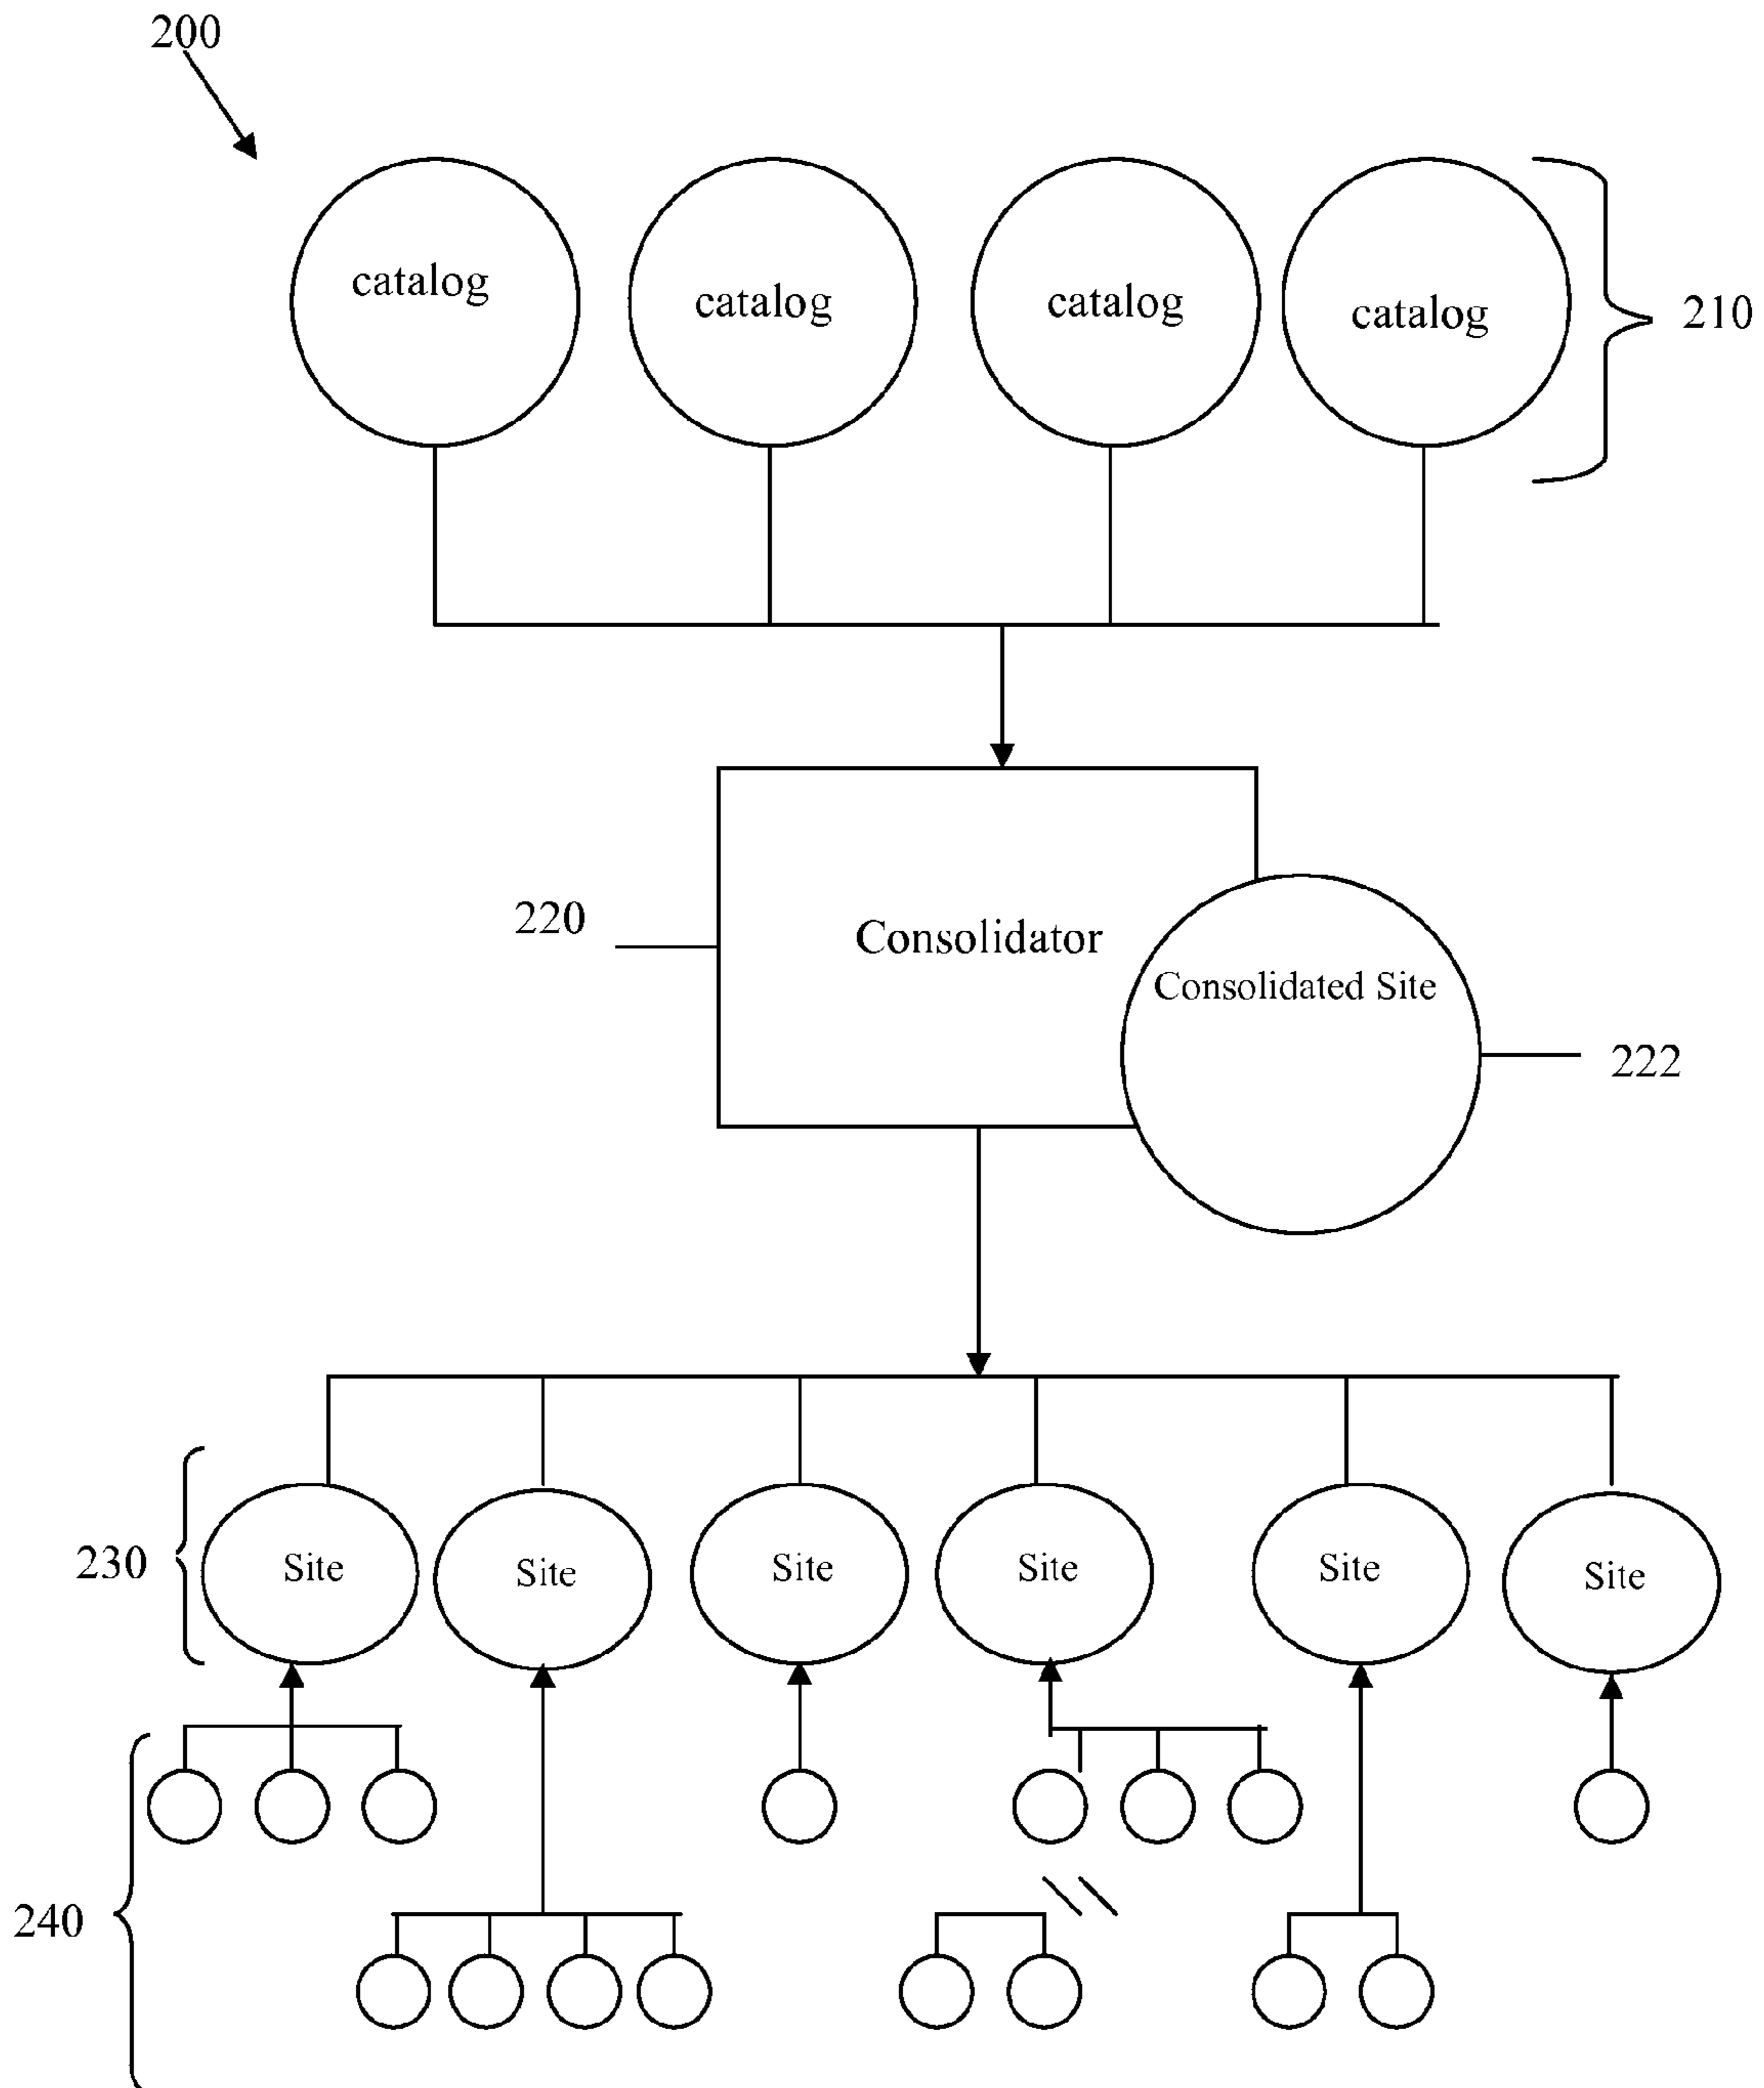 200
catalog
catalog
catalog
catalog
210
220
Consolidator
Consolidated Site
222
230
Site
Site
Site
Site
Site
Site
240